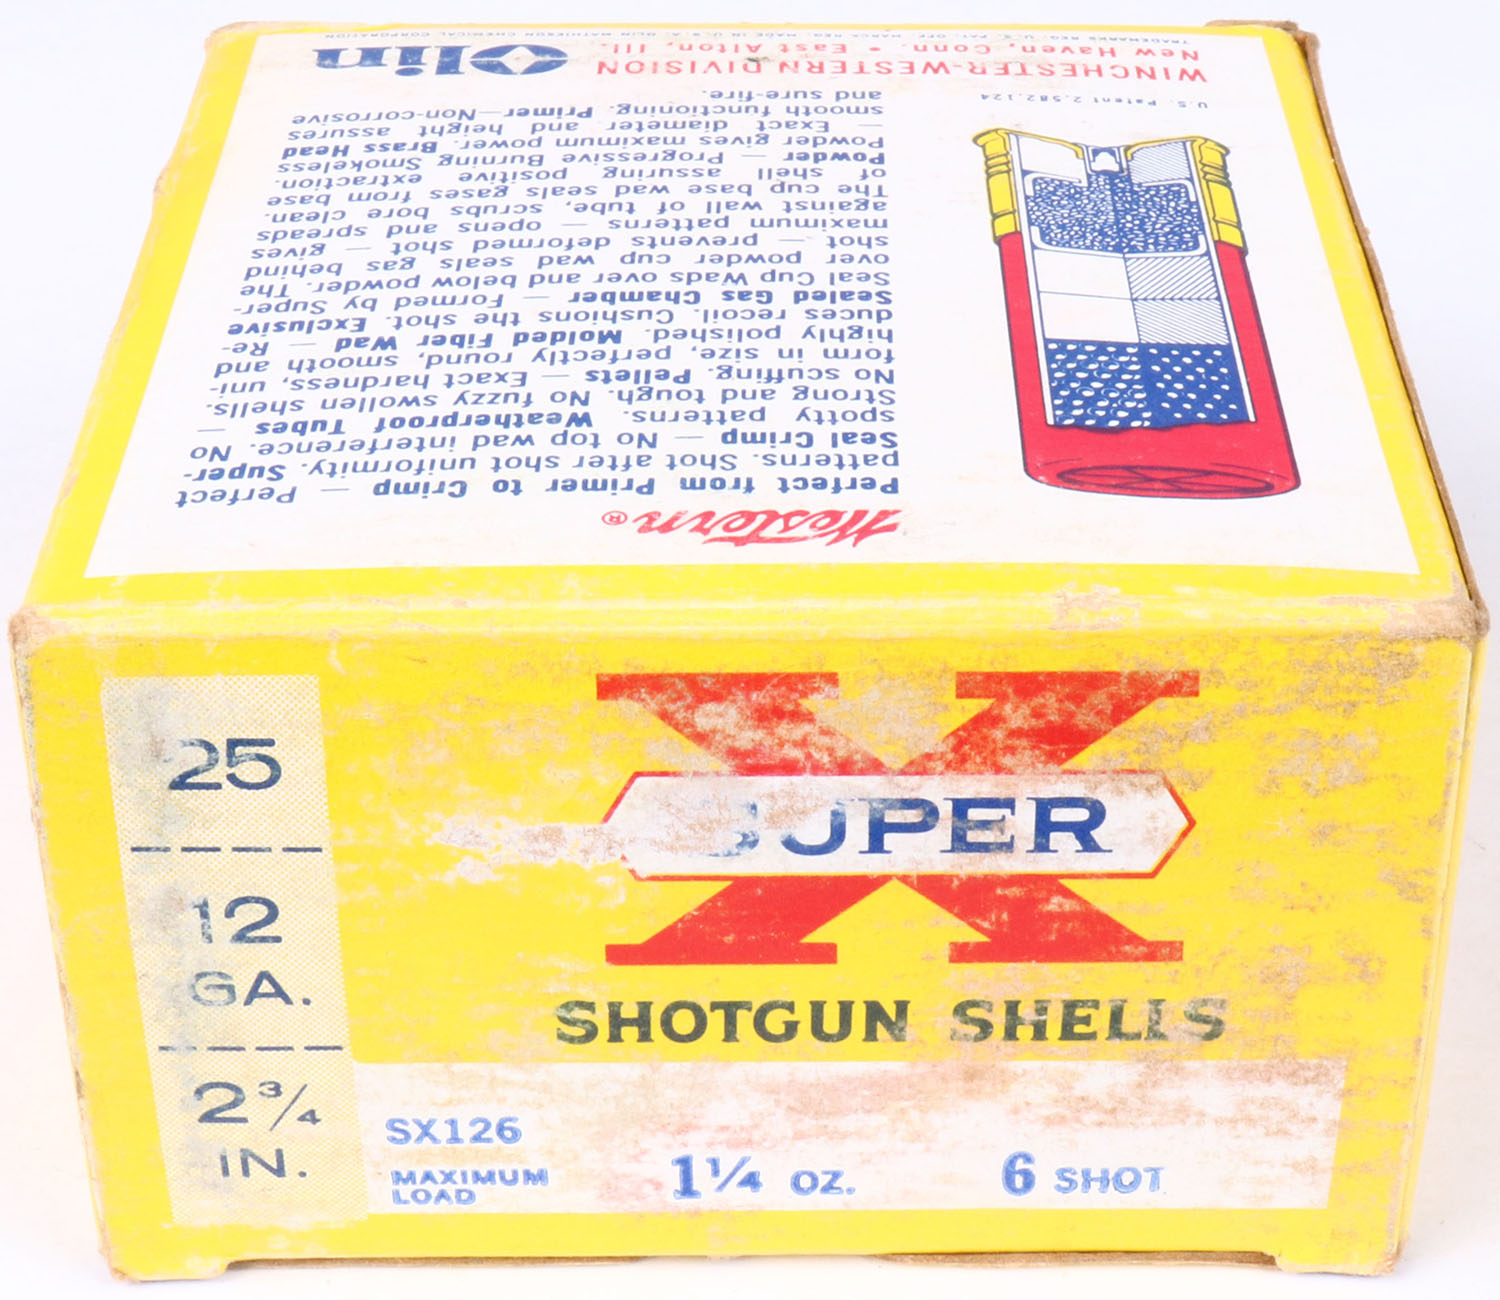 Western ®
Perfect from Primer to Crimp — Perfect
patterns. Shot after shot uniformity. Super-
Seal Crimp — No top wad interference. No
spotty patterns. Weatherproof Tubes —
Strong and tough. No fuzzy swollen shells.
No scuffing. Pellets — Exact hardness, uni-
form in size, perfectly round, smooth and
highly polished. Molded Fiber Wad — Re-
duces recoil. Cushions the shot. Exclusive
Sealed Gas Chamber — Formed by Super-
Seal Cup Wads over and below powder. The
over powder cup wad seals gas behind
shot — prevents deformed shot — gives
maximum patterns — opens and spreads
against wall of tube, scrubs bore clean.
The cup base wad seals gases from base
of shell assuring positive extraction.
Powder — Progressive Burning Smokeless
Powder gives maximum power. Brass Head
— Exact diameter and height assures
smooth functioning. Primer—Non-corrosive
and sure-fire.
U.S. Patent 2,582,124
WINCHESTER-WESTERN DIVISION
New Haven, Conn. • East Alton, Ill.
Olin
TRADEMARKS REG. U.S. PAT. OFF. MARCA REG. MADE IN U.S.A. OLIN MATHIESON CHEMICAL CORPORATION
25
12
GA.
2 3/4
IN.
X
SUPER
SHOTGUN SHELLS
SX126
MAXIMUM
LOAD
1 1/4 OZ.
6 SHOT